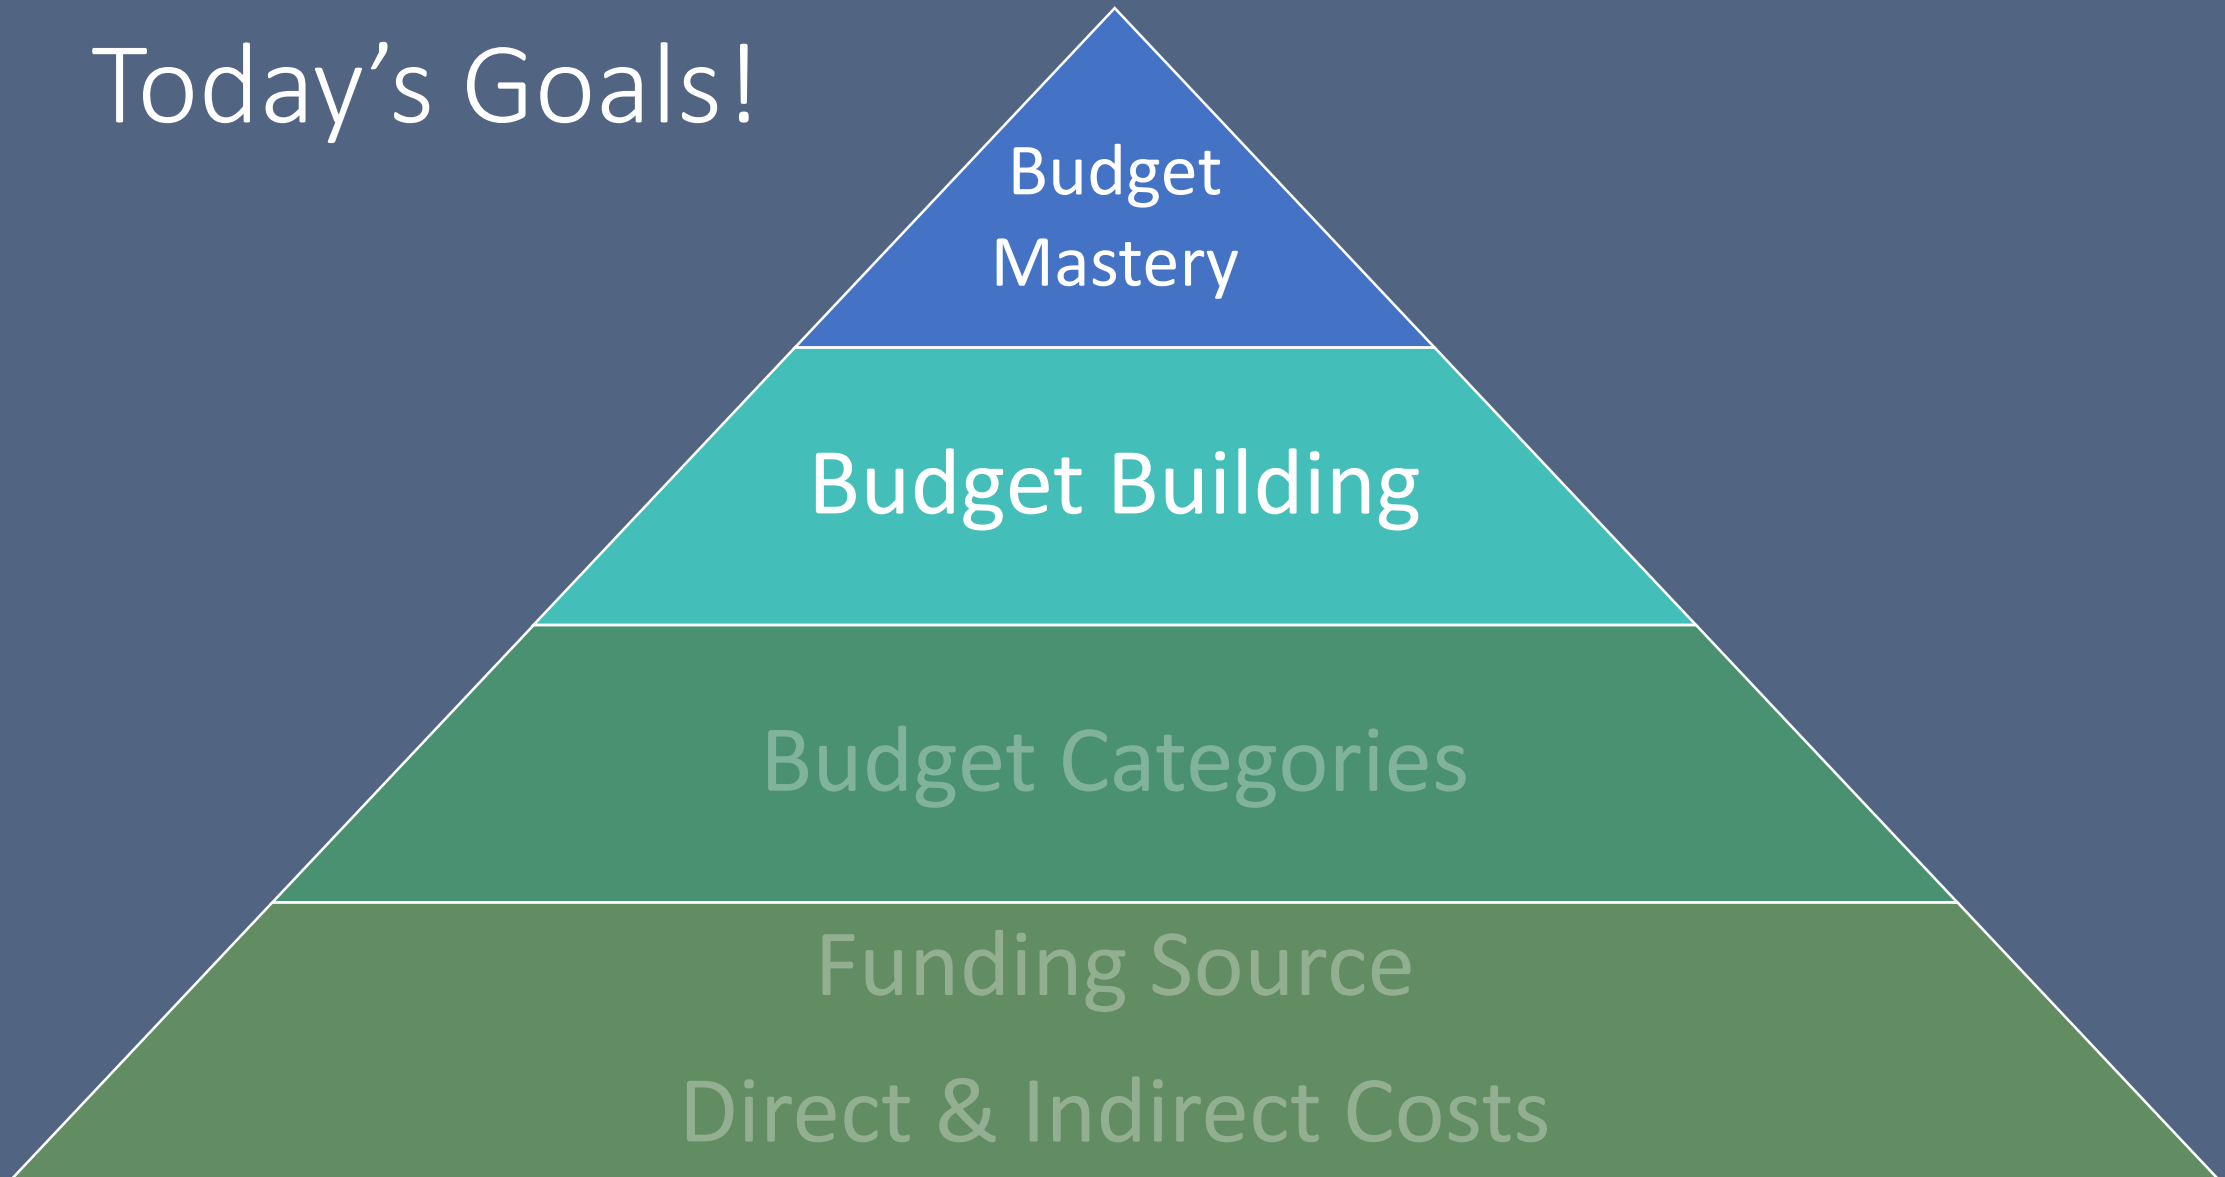 Today’s Goals!
Budget
Mastery
Budget Building
Budget Categories
Funding Source
Direct & Indirect Costs